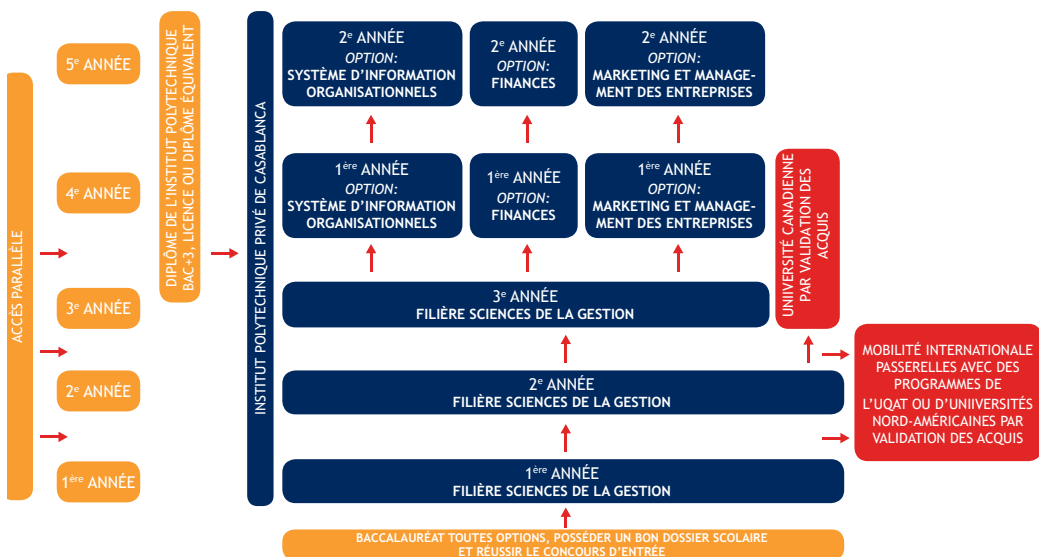 ACCÈS PARALLÈLE
5e ANNÉE
4e ANNÉE
3e ANNÉE
2e ANNÉE
1ère ANNÉE
DIPLÔME DE L'INSTITUT POLYTECHNIQUE
BAC+3, LICENCE OU DIPLÔME ÉQUIVALENT
INSTITUT POLYTECHNIQUE PRIVÉ DE CASABLANCA
2e ANNÉE
OPTION:
SYSTÈME D'INFORMATION
ORGANISATIONNELS
2e ANNÉE
OPTION:
FINANCES
2e ANNÉE
OPTION:
MARKETING ET MANAGE-
MENT DES ENTREPRISES
1ère ANNÉE
OPTION:
SYSTÈME D'INFORMATION
ORGANISATIONNELS
1ère ANNÉE
OPTION:
FINANCES
1ère ANNÉE
OPTION:
MARKETING ET MANAGE-
MENT DES ENTREPRISES
UNIIVERSITÉ CANADIENNE
PAR VALIDATION DES
ACQUIS
3e ANNÉE
FILIÈRE SCIENCES DE LA GESTION
2e ANNÉE
FILIÈRE SCIENCES DE LA GESTION
1ère ANNÉE
FILIÈRE SCIENCES DE LA GESTION
MOBILITÉ INTERNATIONALE
PASSERELLES AVEC DES
PROGRAMMES DE
L'UQAT OU D'UNIIVERSITÉS
NORD-AMÉRICAINES PAR
VALIDATION DES ACQUIS
BACCALAURÉAT TOUTES OPTIONS, POSSÉDER UN BON DOSSIER SCOLAIRE
ET RÉUSSIR LE CONCOURS D'ENTRÉE